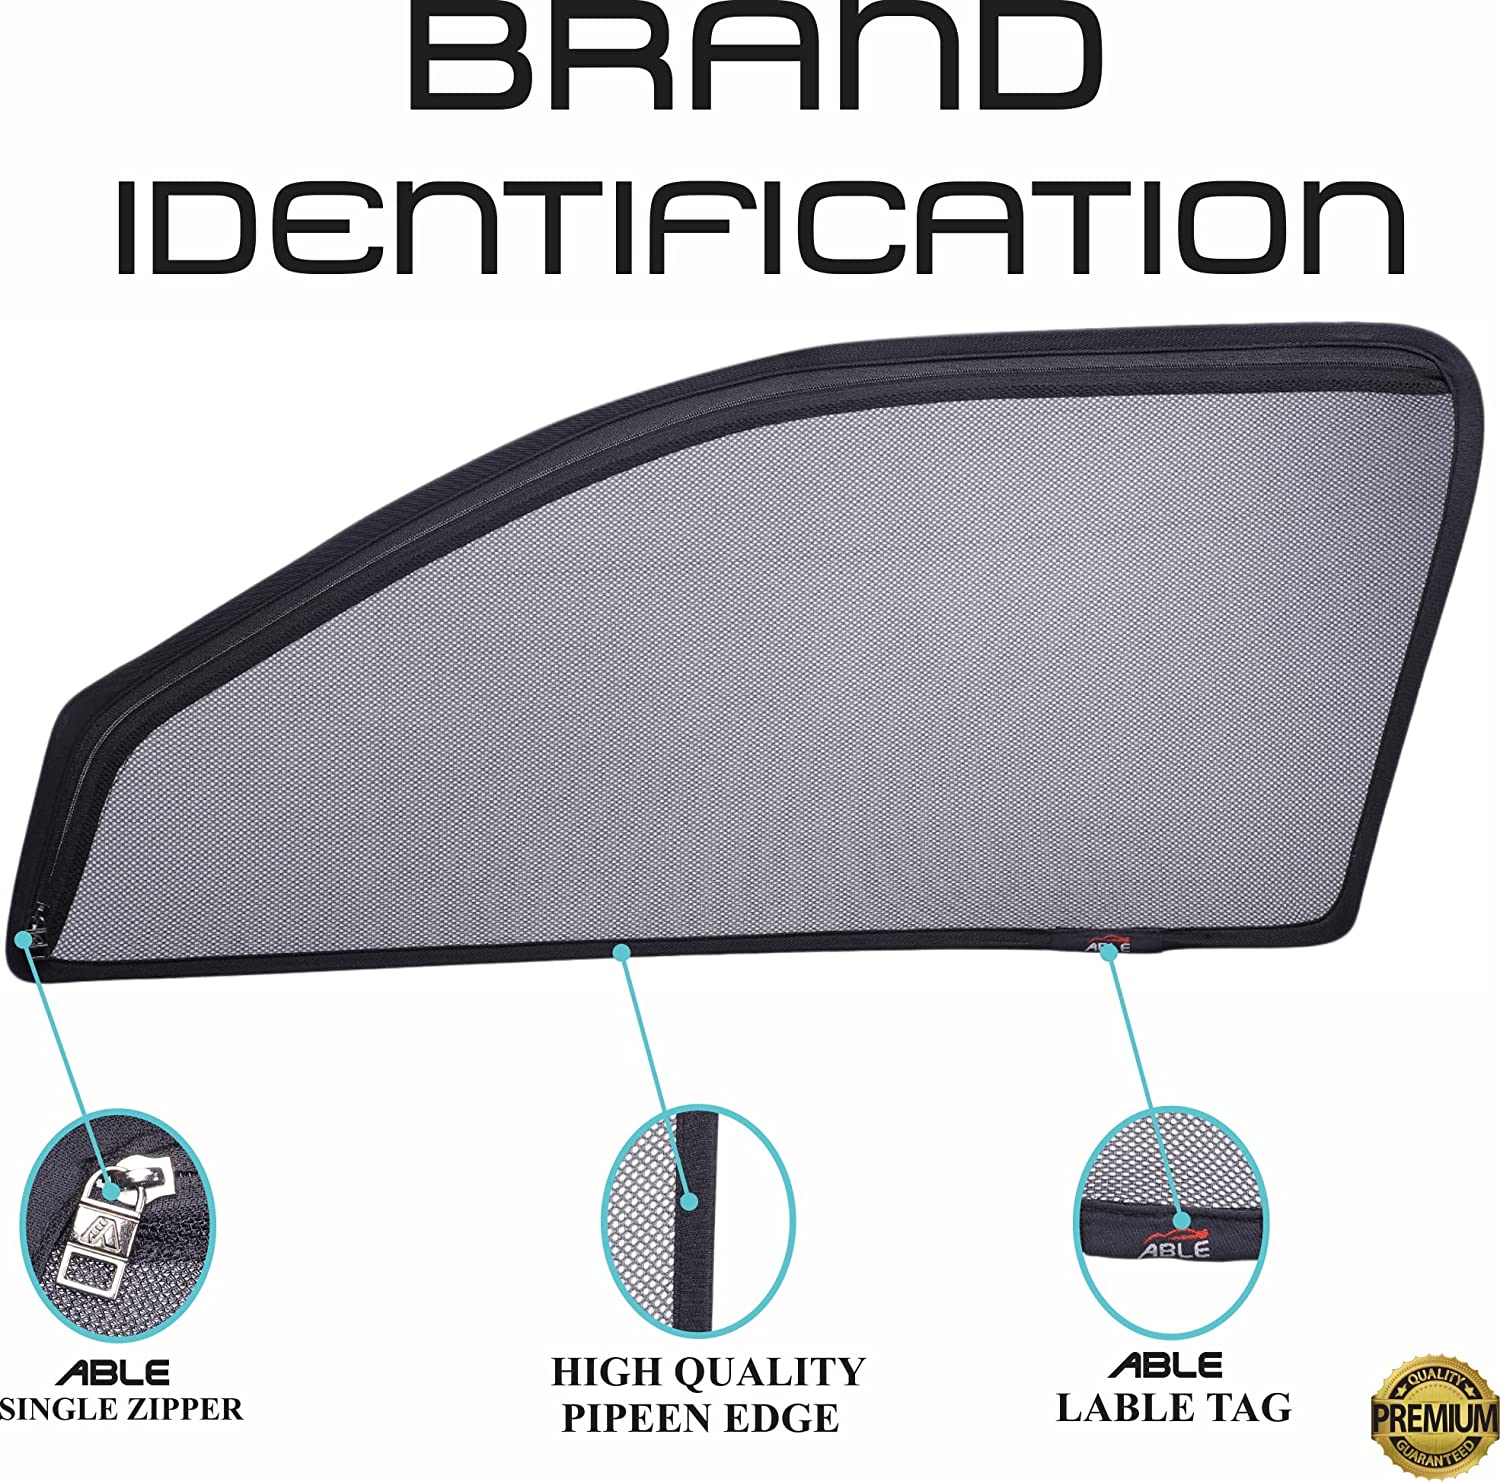 BRAND
IDENTIFICATION
ABLE
ABLE
ABLE
SINGLE ZIPPER
HIGH QUALITY
PIPEEN EDGE
ABLE
LABLE TAG
QUALITY
PREMIUM
GUARANTEED